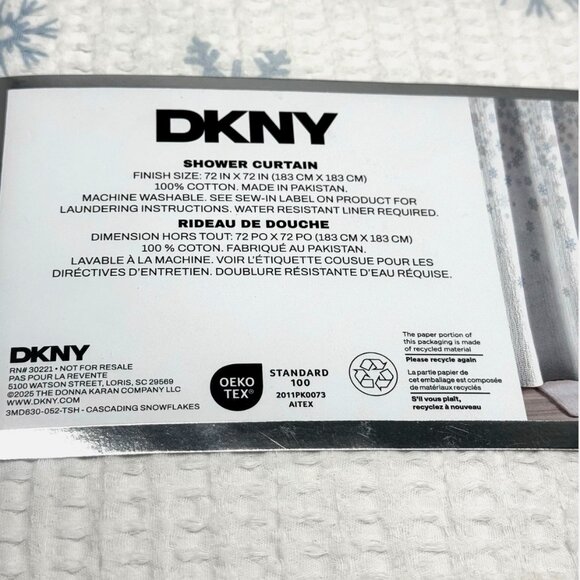 DKNY
SHOWER CURTAIN
FINISH SIZE: 72 IN X 72 IN (183 CM X 183 CM)
100% COTTON. MADE IN PAKISTAN.
MACHINE WASHABLE. SEE SEW-IN LABEL ON PRODUCT FOR
LAUNDERING INSTRUCTIONS. WATER RESISTANT LINER REQUIRED.
RIDEAU DE DOUCHE
DIMENSION HORS TOUT: 72 PO X 72 PO (183 CM X 183 CM)
100 % COTON. FABRIQUÉ AU PAKISTAN.
LAVABLE À LA MACHINE. VOIR L'ÉTIQUETTE COUSUE POUR LES
DIRÉCTIVES D'ENTRETIEN. DOUBLURE RÉSISTANTE D'EAU RÉQUISE.
DKNY
RN# 30221 • NOT FOR RESALE
PAS POUR LA REVENTE
5100 WATSON STREET, LORIS, SC 29569
©2025 THE DONNA KARAN COMPANY LLC
WWW.DKNY.COM
3MD630-052-TSH - CASCADING SNOWFLAKES
OEKO
TEX®
STANDARD
100
2011PK0073
AITEX
The paper portion of
this packaging is made
of recycled material
Please recycle again
La partie papier de
cet emballage est composée
de matériaux recyclés
S'il vous plaît,
recyclez à nouveau